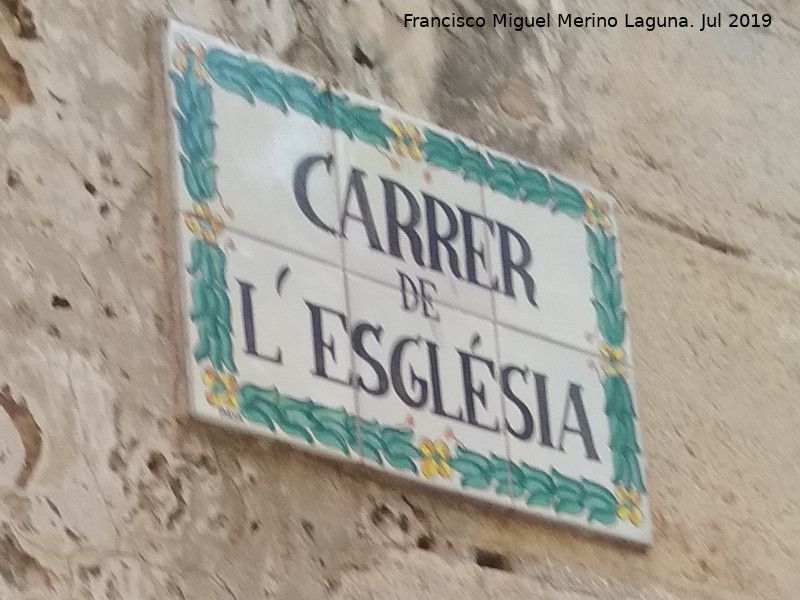 Francisco Miguel Merino Laguna. Jul 2019
CARRER
DE
L'ESGLÉSIA